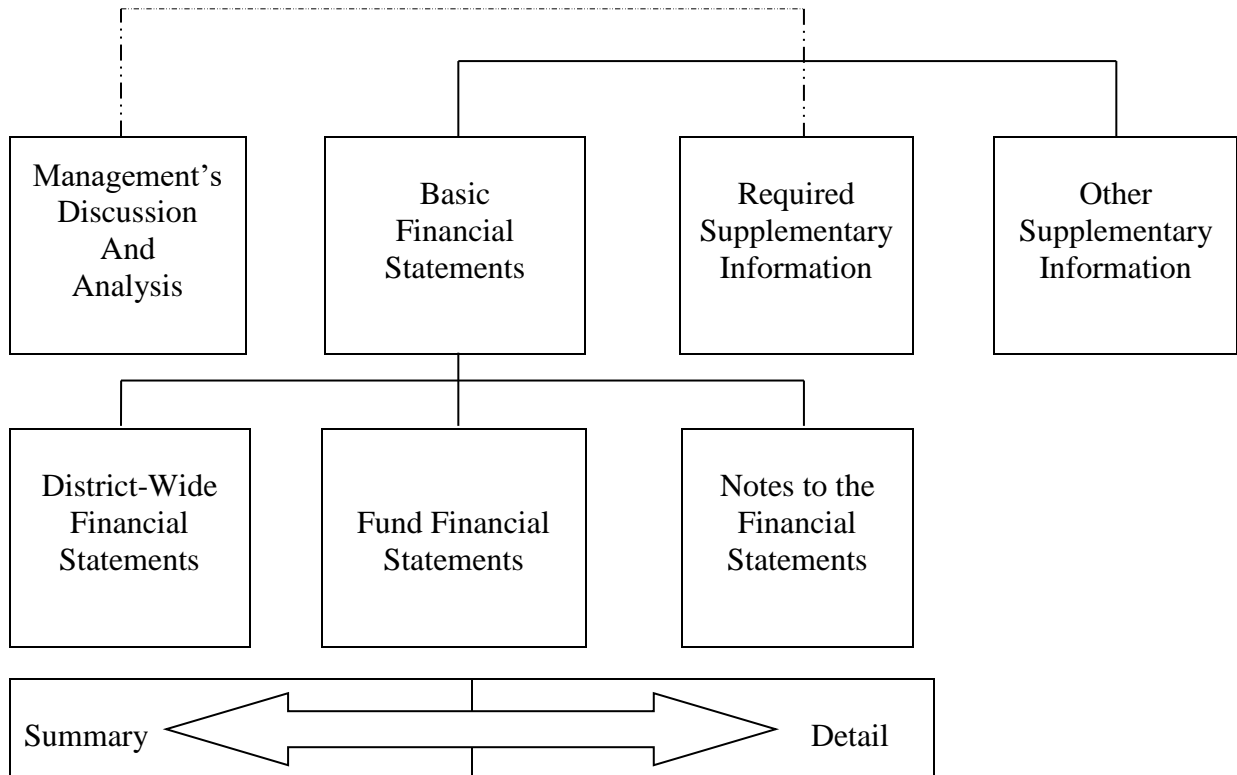 Management’s
Discussion
And
Analysis
Basic
Financial
Statements
Required
Supplementary
Information
Other
Supplementary
Information
District-Wide
Financial
Statements
Fund Financial
Statements
Notes to the
Financial
Statements
Summary
Detail